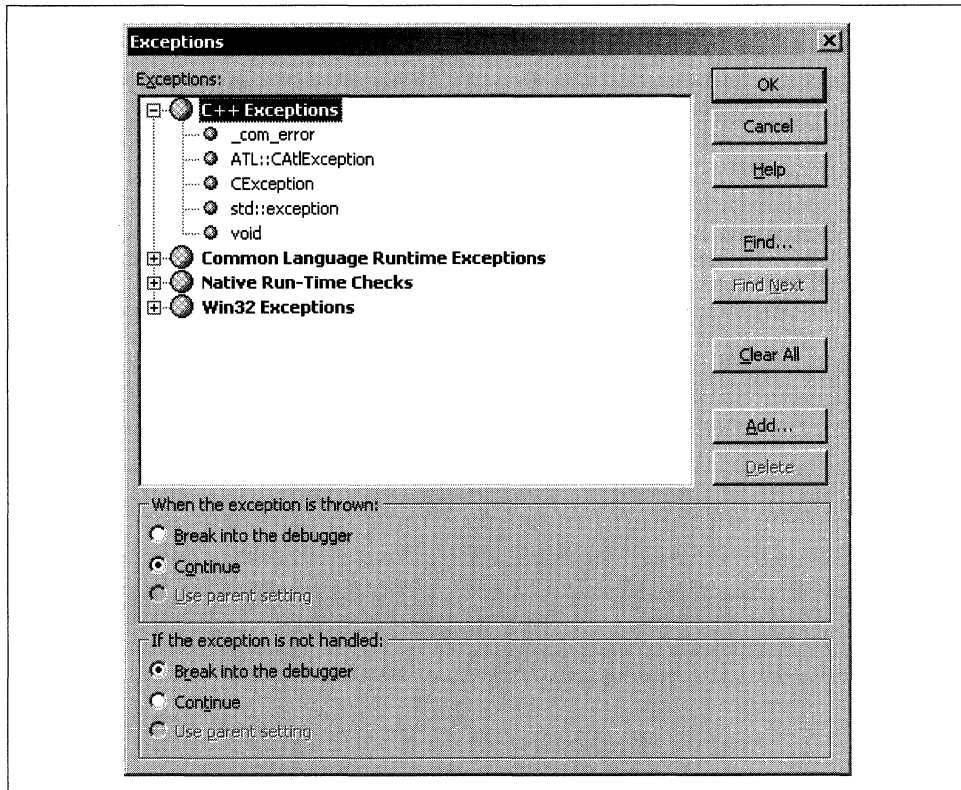 Exceptions
Exceptions:
C++ Exceptions
_com_error
ATL::CAtlException
CException
std::exception
void
Common Language Runtime Exceptions
Native Run-Time Checks
Win32 Exceptions
OK
Cancel
Help
Find...
Find Next
Clear All
Add...
Delete
When the exception is thrown:
Break into the debugger
Continue
Use parent setting
If the exception is not handled:
Break into the debugger
Continue
Use parent setting